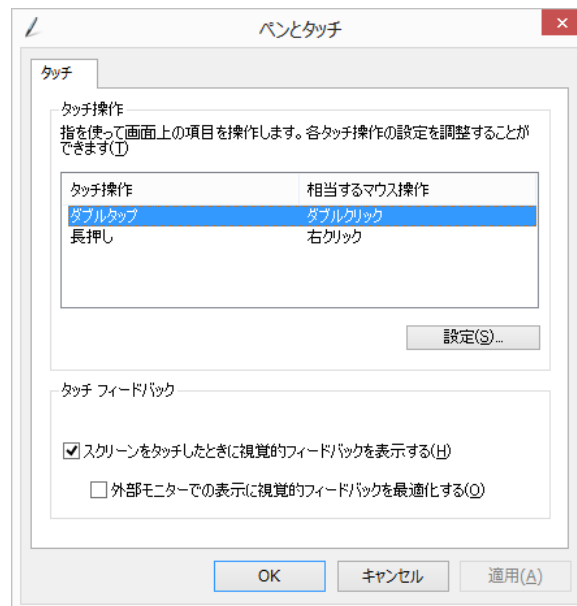 ペンとタッチ
タッチ
タッチ操作
指を使って画面上の項目を操作します。各タッチ操作の設定を調整することが
できます(T)
タッチ操作 相当するマウス操作
ダブルタップ ダブルクリック
長押し 右クリック
設定(S)...
タッチ フィードバック
スクリーンをタッチしたときに視覚的フィードバックを表示する(H)
外部モニターでの表示に視覚的フィードバックを最適化する(O)
OK キャンセル 適用(A)